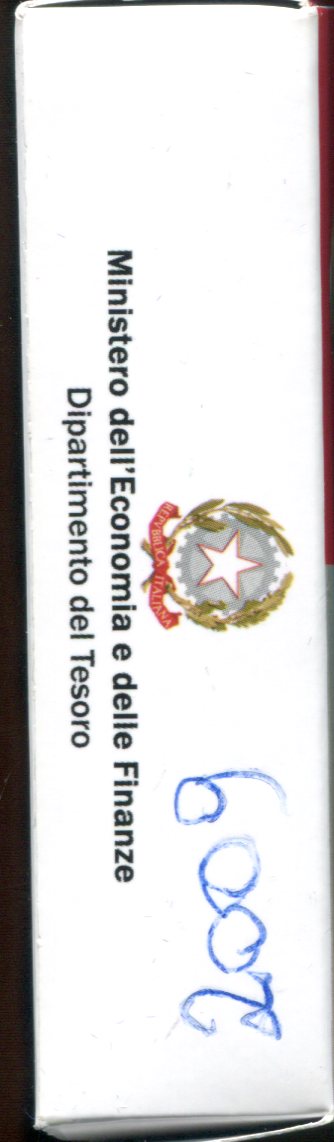 REPVBBLICA ITALIANA
Ministero dell'Economia e delle Finanze
Dipartimento del Tesoro
2009